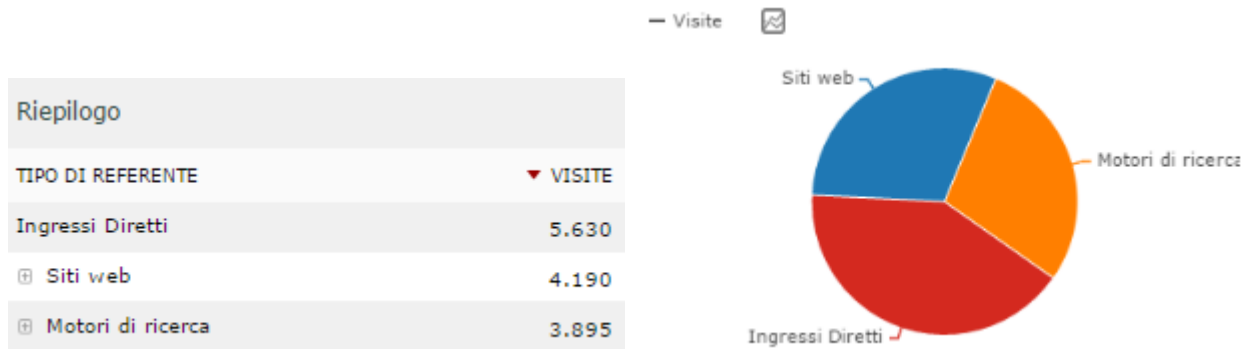 Riepilogo
TIPO DI REFERENTE VISITE
Ingressi Diretti 5.630
Siti web 4.190
Motori di ricerca 3.895
Visite
Siti web
Motori di ricerca
Ingressi Diretti